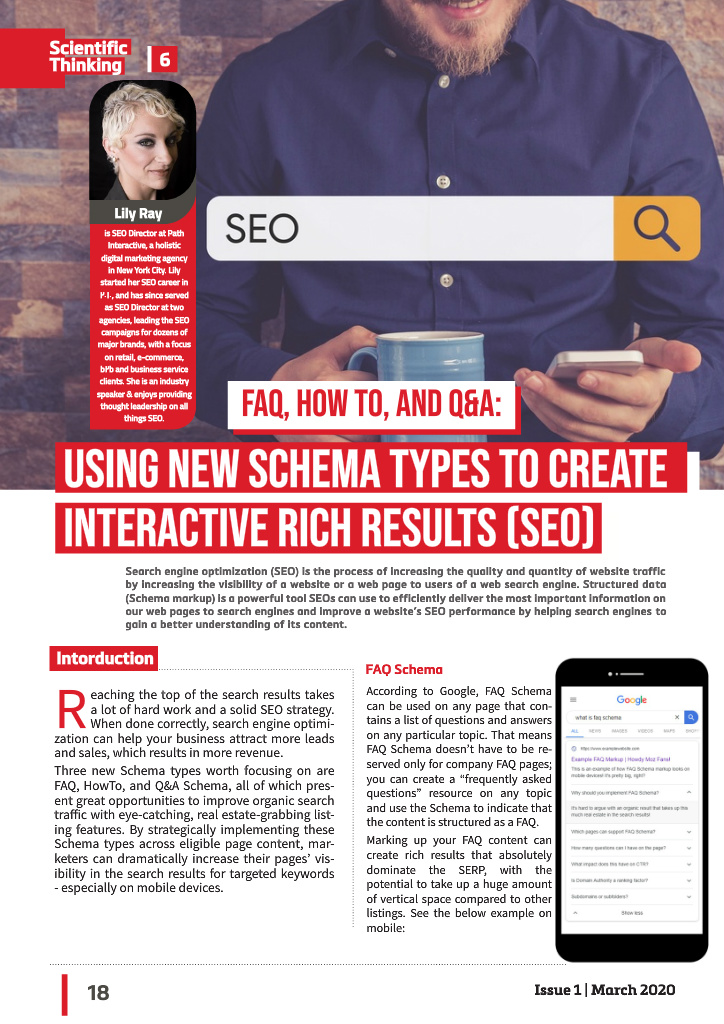 Scientific
Thinking
6
Lily Ray
is SEO Director at Path
Interactive, a holistic
digital marketing agency
in New York City. Lily
started her SEO career in
۲۰۱۰, and has since served
as SEO Director at two
agencies, leading the SEO
campaigns for dozens of
major brands, with a focus
on retail, e-commerce,
b۲b and business service
clients. She is an industry
speaker & enjoys providing
thought leadership on all
things SEO.
SEO
FAQ, HOW TO, AND Q&A:
USING NEW SCHEMA TYPES TO CREATE
INTERACTIVE RICH RESULTS (SEO)
Search engine optimization (SEO) is the process of increasing the quality and quantity of website traffic
by increasing the visibility of a website or a web page to users of a web search engine. Structured data
(Schema markup) is a powerful tool SEOs can use to efficiently deliver the most important information on
our web pages to search engines and improve a website's SEO performance by helping search engines to
gain a better understanding of its content.
Intorduction
Reaching the top of the search results takes
a lot of hard work and a solid SEO strategy.
When done correctly, search engine optimi-
zation can help your business attract more leads
and sales, which results in more revenue.
Three new Schema types worth focusing on are
FAQ, HowTo, and Q&A Schema, all of which pres-
ent great opportunities to improve organic search
traffic with eye-catching, real estate-grabbing list-
ing features. By strategically implementing these
Schema types across eligible page content, mar-
keters can dramatically increase their pages' vis-
ibility in the search results for targeted keywords
- especially on mobile devices.
FAQ Schema
According to Google, FAQ Schema
can be used on any page that con-
tains a list of questions and answers
on any particular topic. That means
FAQ Schema doesn't have to be re-
served only for company FAQ pages;
you can create a "frequently asked
questions" resource on any topic
and use the Schema to indicate that
the content is structured as a FAQ.
Marking up your FAQ content can
create rich results that absolutely
dominate the SERP, with the
potential to take up a huge amount
of vertical space compared to other
listings. See the below example on
mobile:
Google
what is faq schema
ALL NEWS IMAGES VIDEOS MAPS
https://www.examplewebsite.com
Example FAQ Markup | Howdy Moz Fans!
This is an example of how FAQ Schema markup looks on
mobile devices! It's pretty big, right?
Why should you implement FAQ Schema?
It's hard to argue with an organic result that takes up this
much real estate in the search results!
Which pages can support FAQ Schema?
How many questions can I have on the page?
What impact does this have on CTR?
Is Domain Authority a ranking factor?
Subdomains or subfolders?
Show less
18
Issue 1 | March 2020